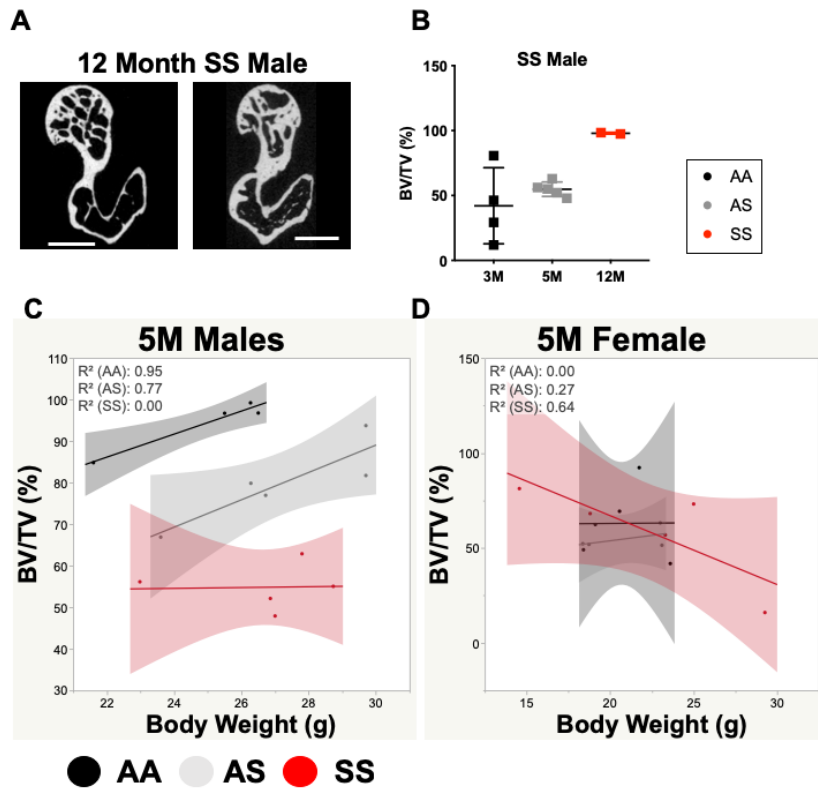 A
12 Month SS Male
B
SS Male
150
100
50
0
BV/TV (%)
3M
5M
12M
AA
AS
SS
C
5M Males
R² (AA): 0.95
R² (AS): 0.77
R² (SS): 0.00
110
100
90
80
70
60
50
40
30
BV/TV (%)
22
24
26
28
30
Body Weight (g)
D
5M Female
R² (AA): 0.00
R² (AS): 0.27
R² (SS): 0.64
150
100
50
0
BV/TV (%)
15
20
25
30
Body Weight (g)
AA AS SS